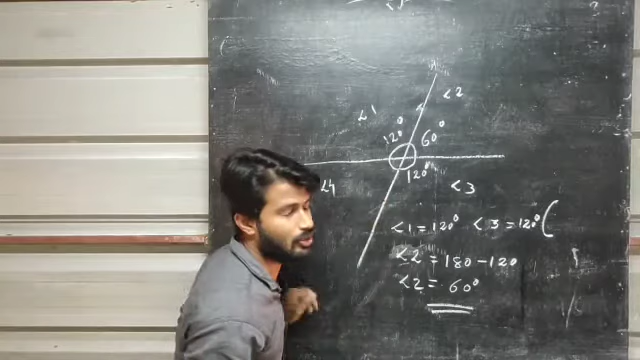 <2
<1
120°
60°
120°
<4
<3
<1 = 120° <3 = 120° (
<2 = 180 - 120
<2 = 60°